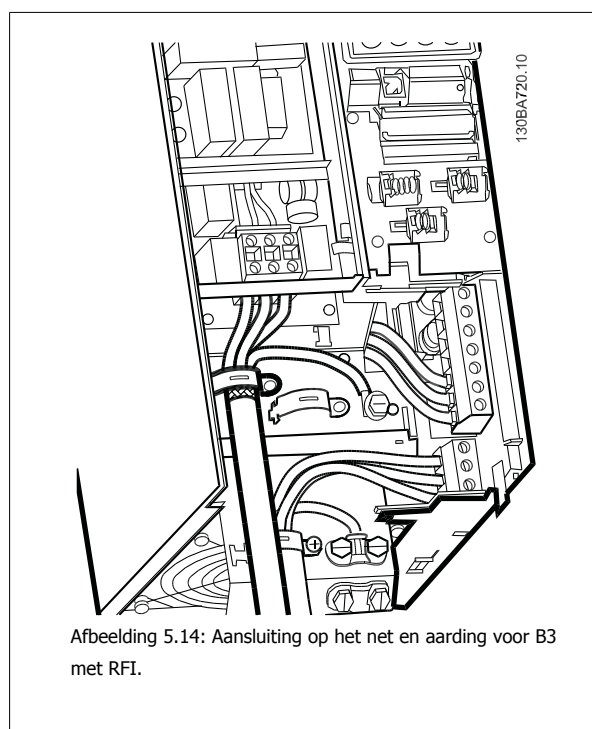 130BA720.10
Afbeelding 5.14: Aansluiting op het net en aarding voor B3
met RFI.